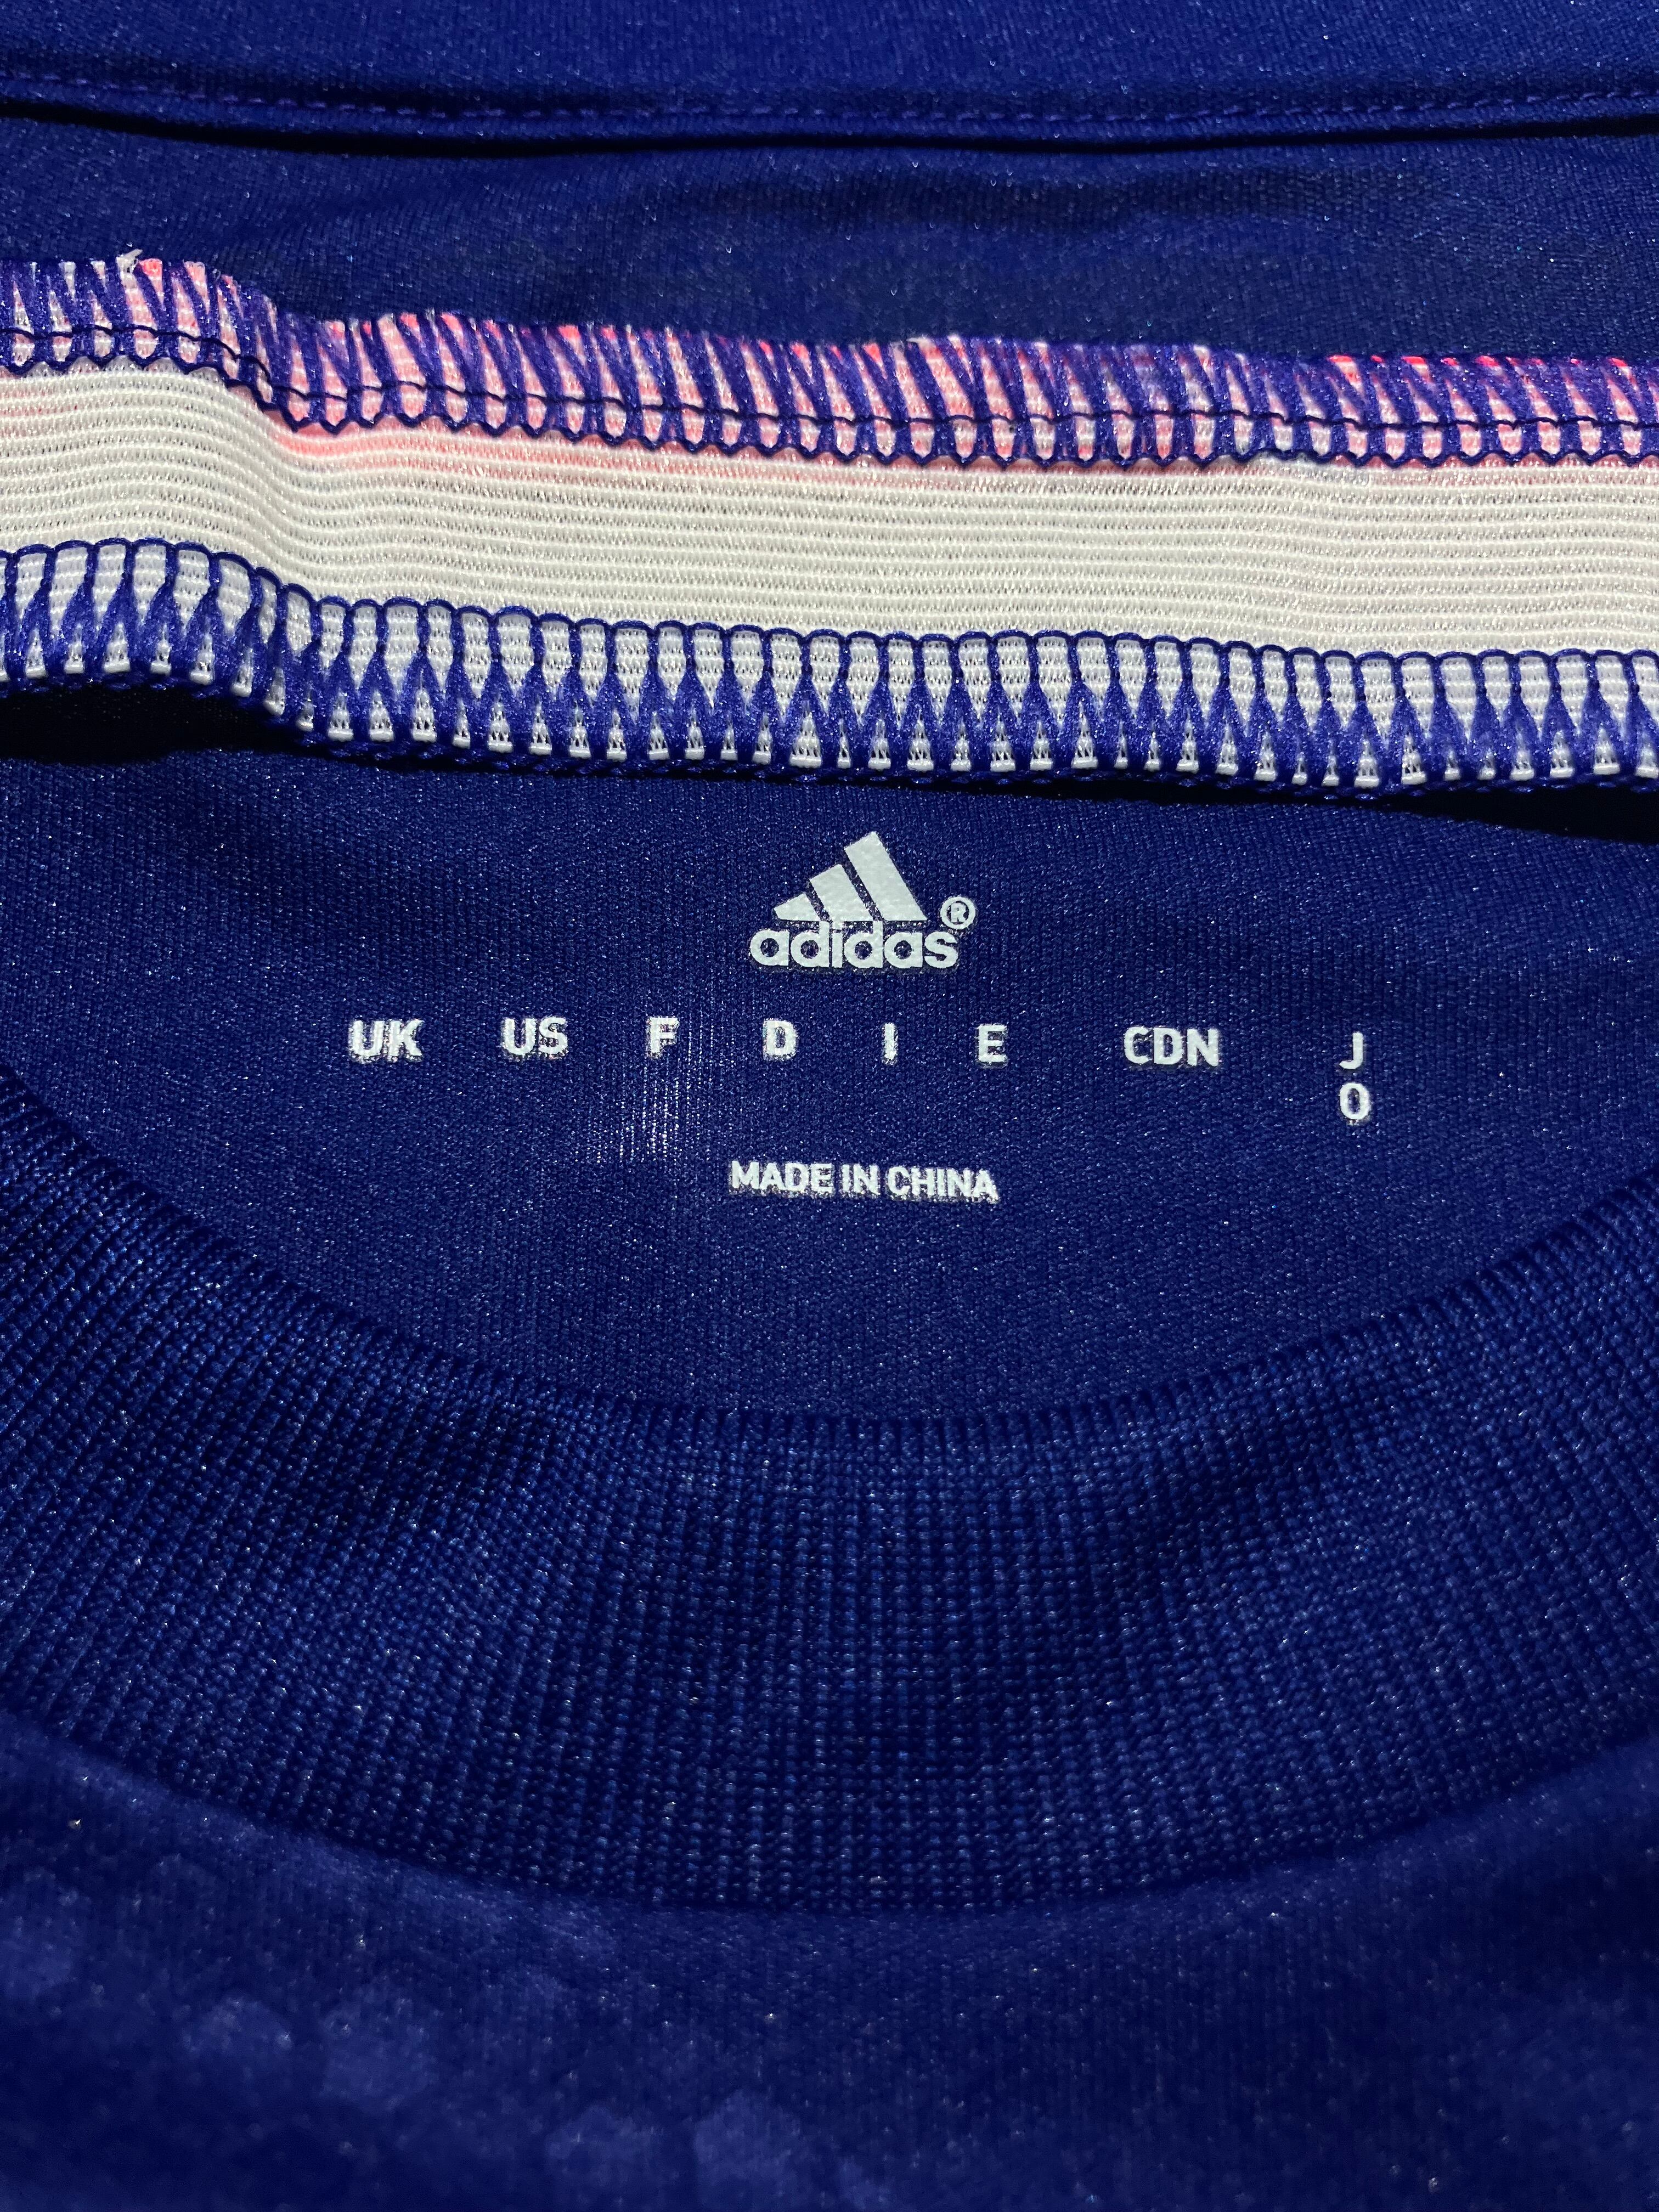 adidas®
UK US F D I E CDN J
O
MADE IN CHINA